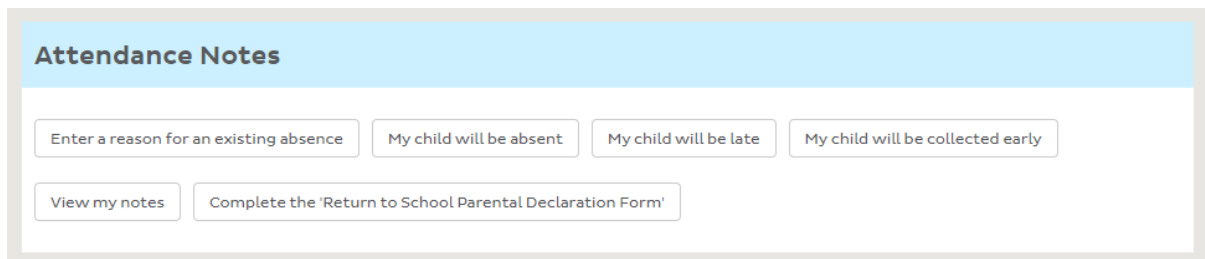 Attendance Notes
Enter a reason for an existing absence My child will be absent My child will be late My child will be collected early
View my notes Complete the 'Return to School Parental Declaration Form'